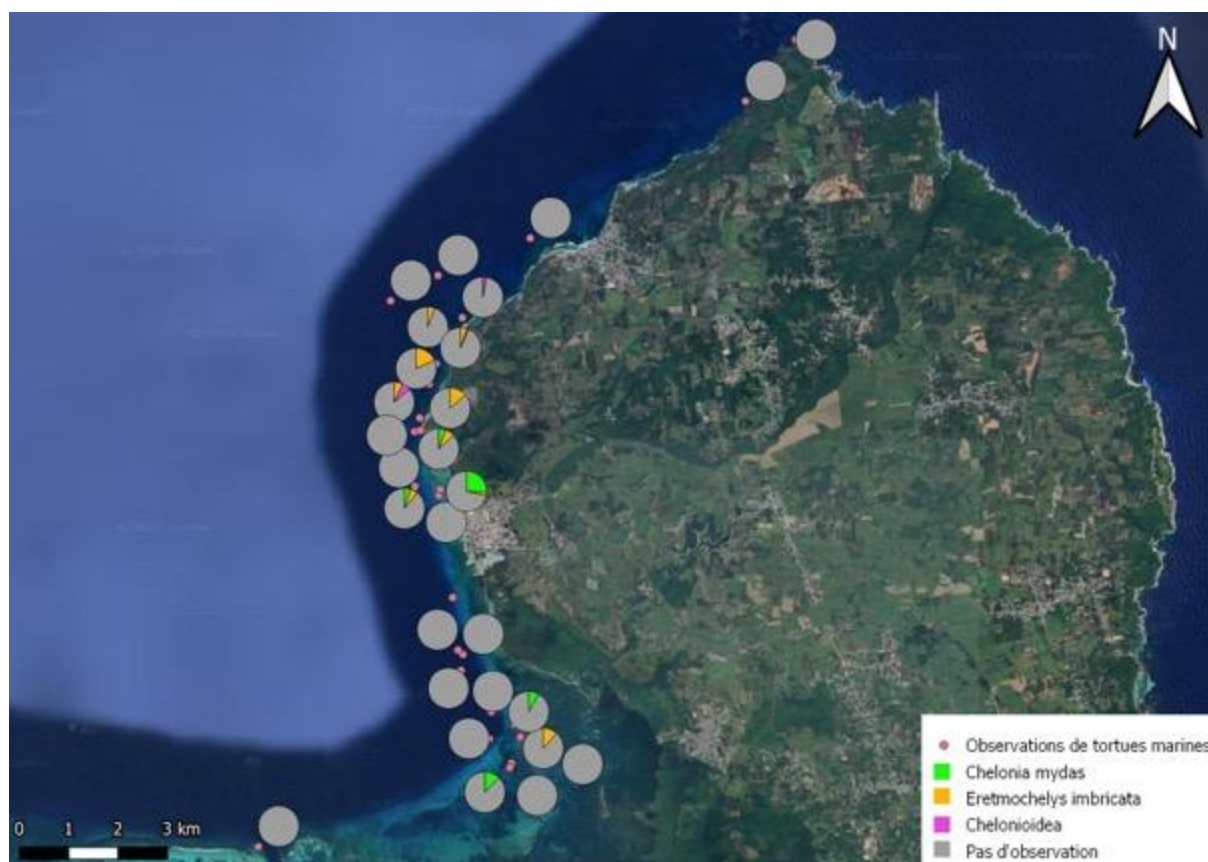 N
Observations de tortues marines
Chelonia mydas
Eretmochelys imbricata
Chelonioidea
Pas d'observation
0 1 2 3 km